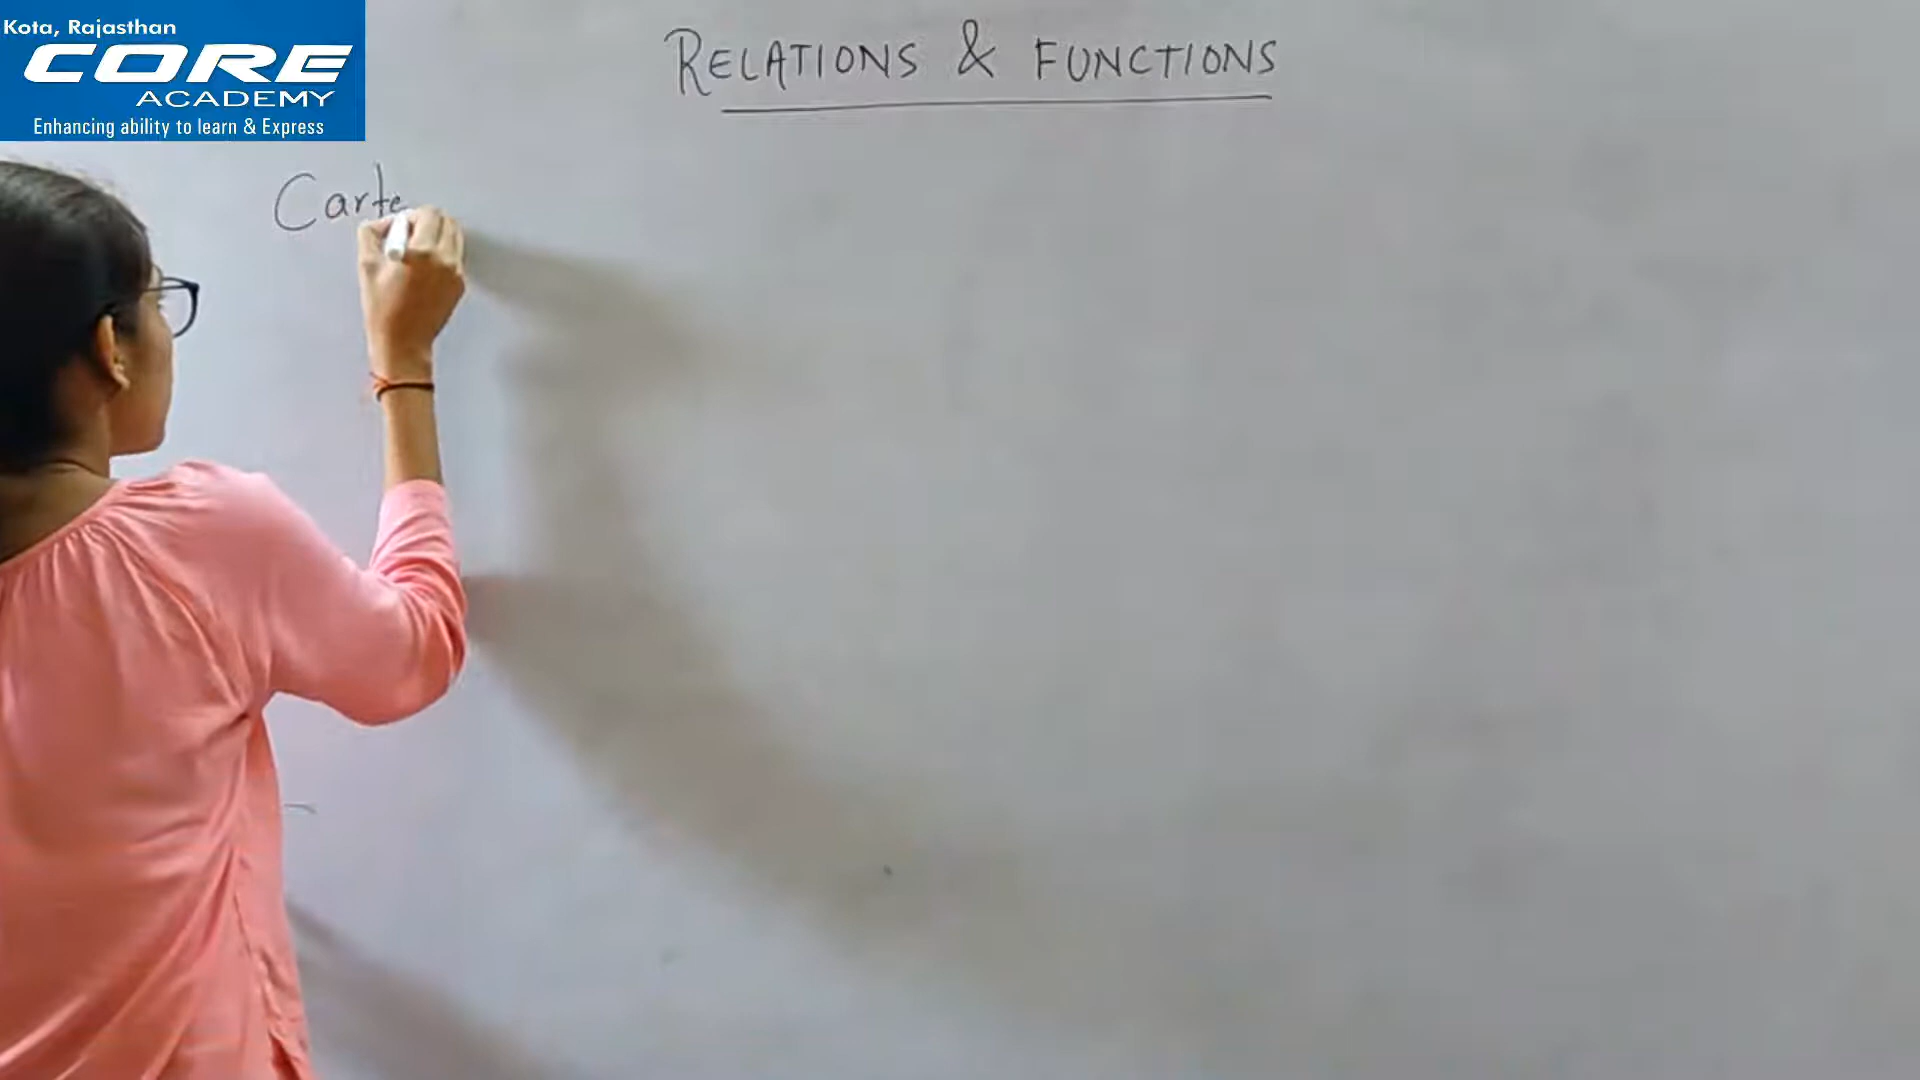 Kota, Rajasthan
CORE
ACADEMY
Enhancing ability to learn & Express
RELATIONS & FUNCTIONS
Carte